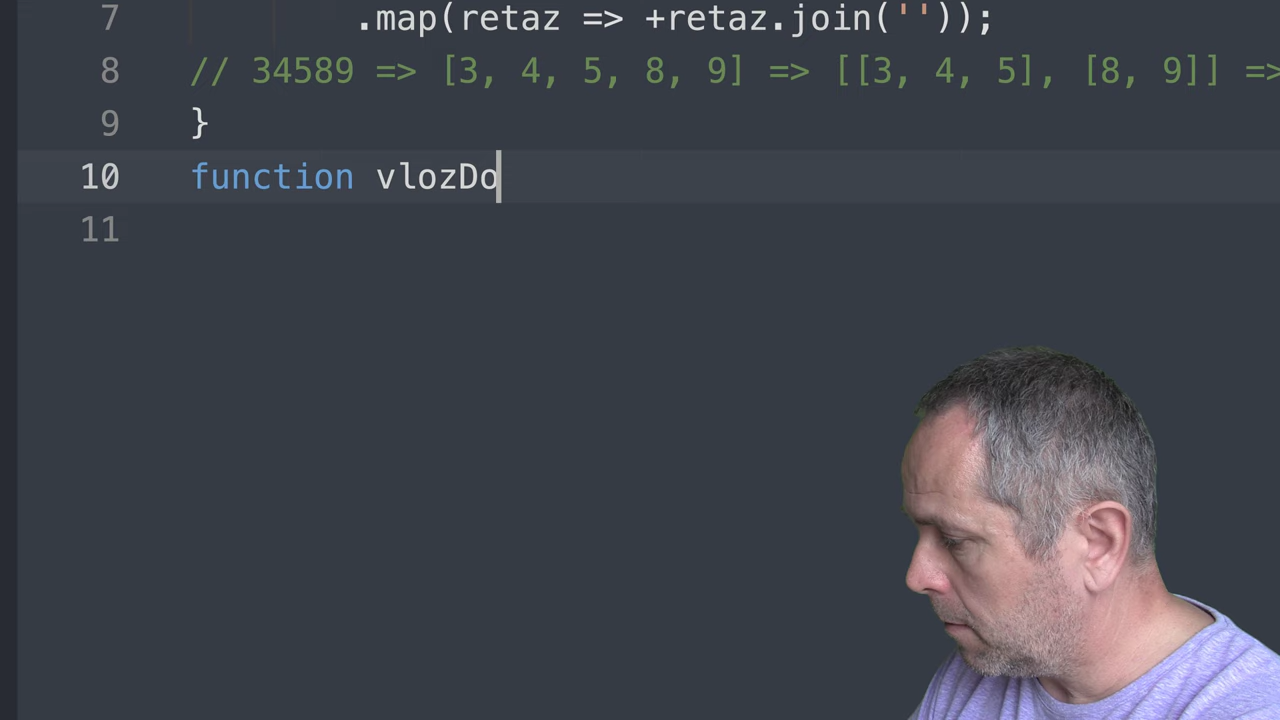 7 .map(retaz => +retaz.join(''));
8 // 34589 => [3, 4, 5, 8, 9] => [[3, 4, 5], [8, 9]] =>
9 }
10 function vlozDo
11